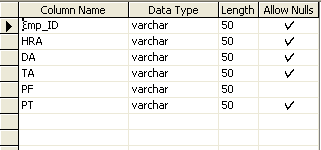 Column Name Data Type Length Allow Nulls
Emp_ID varchar 50 ✓
HRA varchar 50 ✓
DA varchar 50 ✓
TA varchar 50 ✓
PF varchar 50
PT varchar 50 ✓